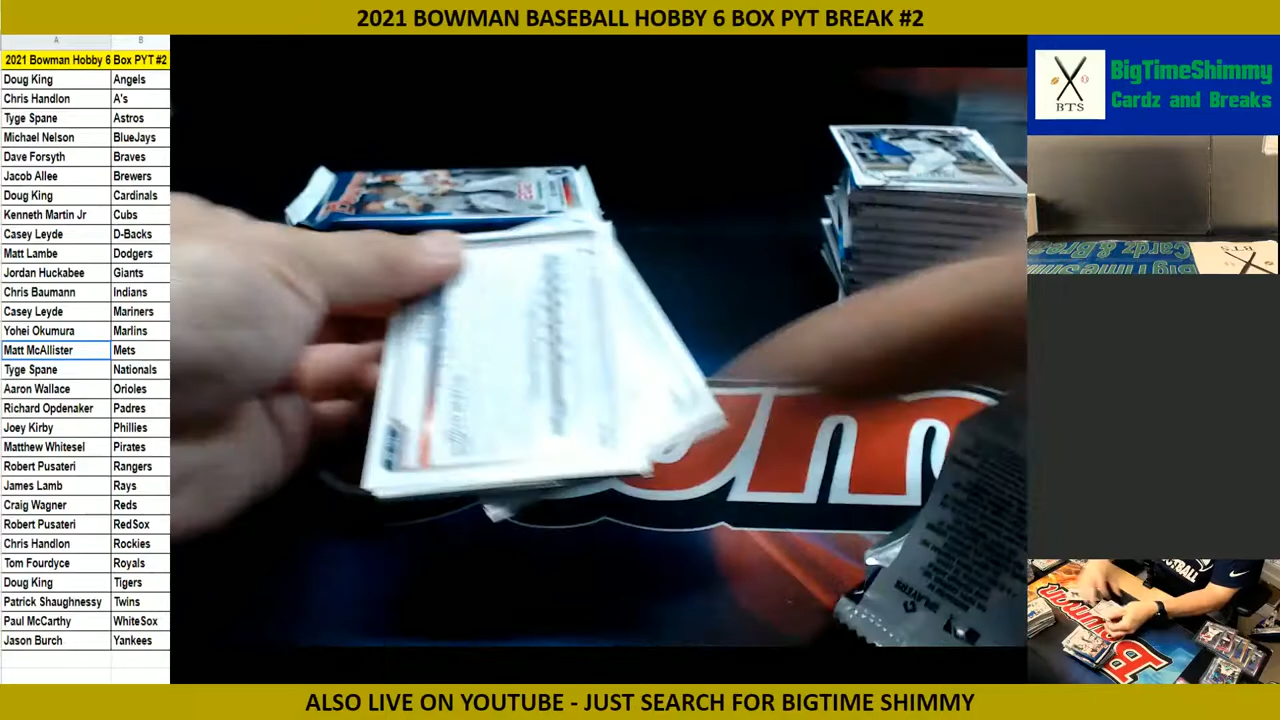 2021 BOWMAN BASEBALL HOBBY 6 BOX PYT BREAK #2
A B
2021 Bowman Hobby 6 Box PYT #2
Doug King Angels
Chris Handlon A's
Tyge Spane Astros
Michael Nelson BlueJays
Dave Forsyth Braves
Jacob Allee Brewers
Doug King Cardinals
Kenneth Martin Jr Cubs
Casey Leyde D-Backs
Matt Lambe Dodgers
Jordan Huckabee Giants
Chris Baumann Indians
Casey Leyde Mariners
Yohei Okumura Marlins
Matt McAllister Mets
Tyge Spane Nationals
Aaron Wallace Orioles
Richard Opdenaker Padres
Joey Kirby Phillies
Matthew Whitesel Pirates
Robert Pusateri Rangers
James Lamb Rays
Craig Wagner Reds
Robert Pusateri RedSox
Chris Handlon Rockies
Tom Fourdyce Royals
Doug King Tigers
Patrick Shaughnessy Twins
Paul McCarthy WhiteSox
Jason Burch Yankees
BTS
BigTimeShimmy
Cardz and Breaks
BTS
BigTimeShimmy
Cardz & Breaks
Bowman
ALSO LIVE ON YOUTUBE - JUST SEARCH FOR BIGTIME SHIMMY